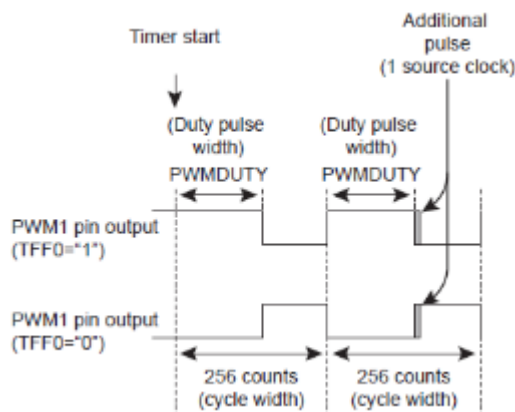 Additional
pulse
(1 source clock)
Timer start
(Duty pulse
width)
PWMDUTY
(Duty pulse
width)
PWMDUTY
PWM1 pin output
(TFF0="1")
PWM1 pin output
(TFF0="0")
256 counts
(cycle width)
256 counts
(cycle width)